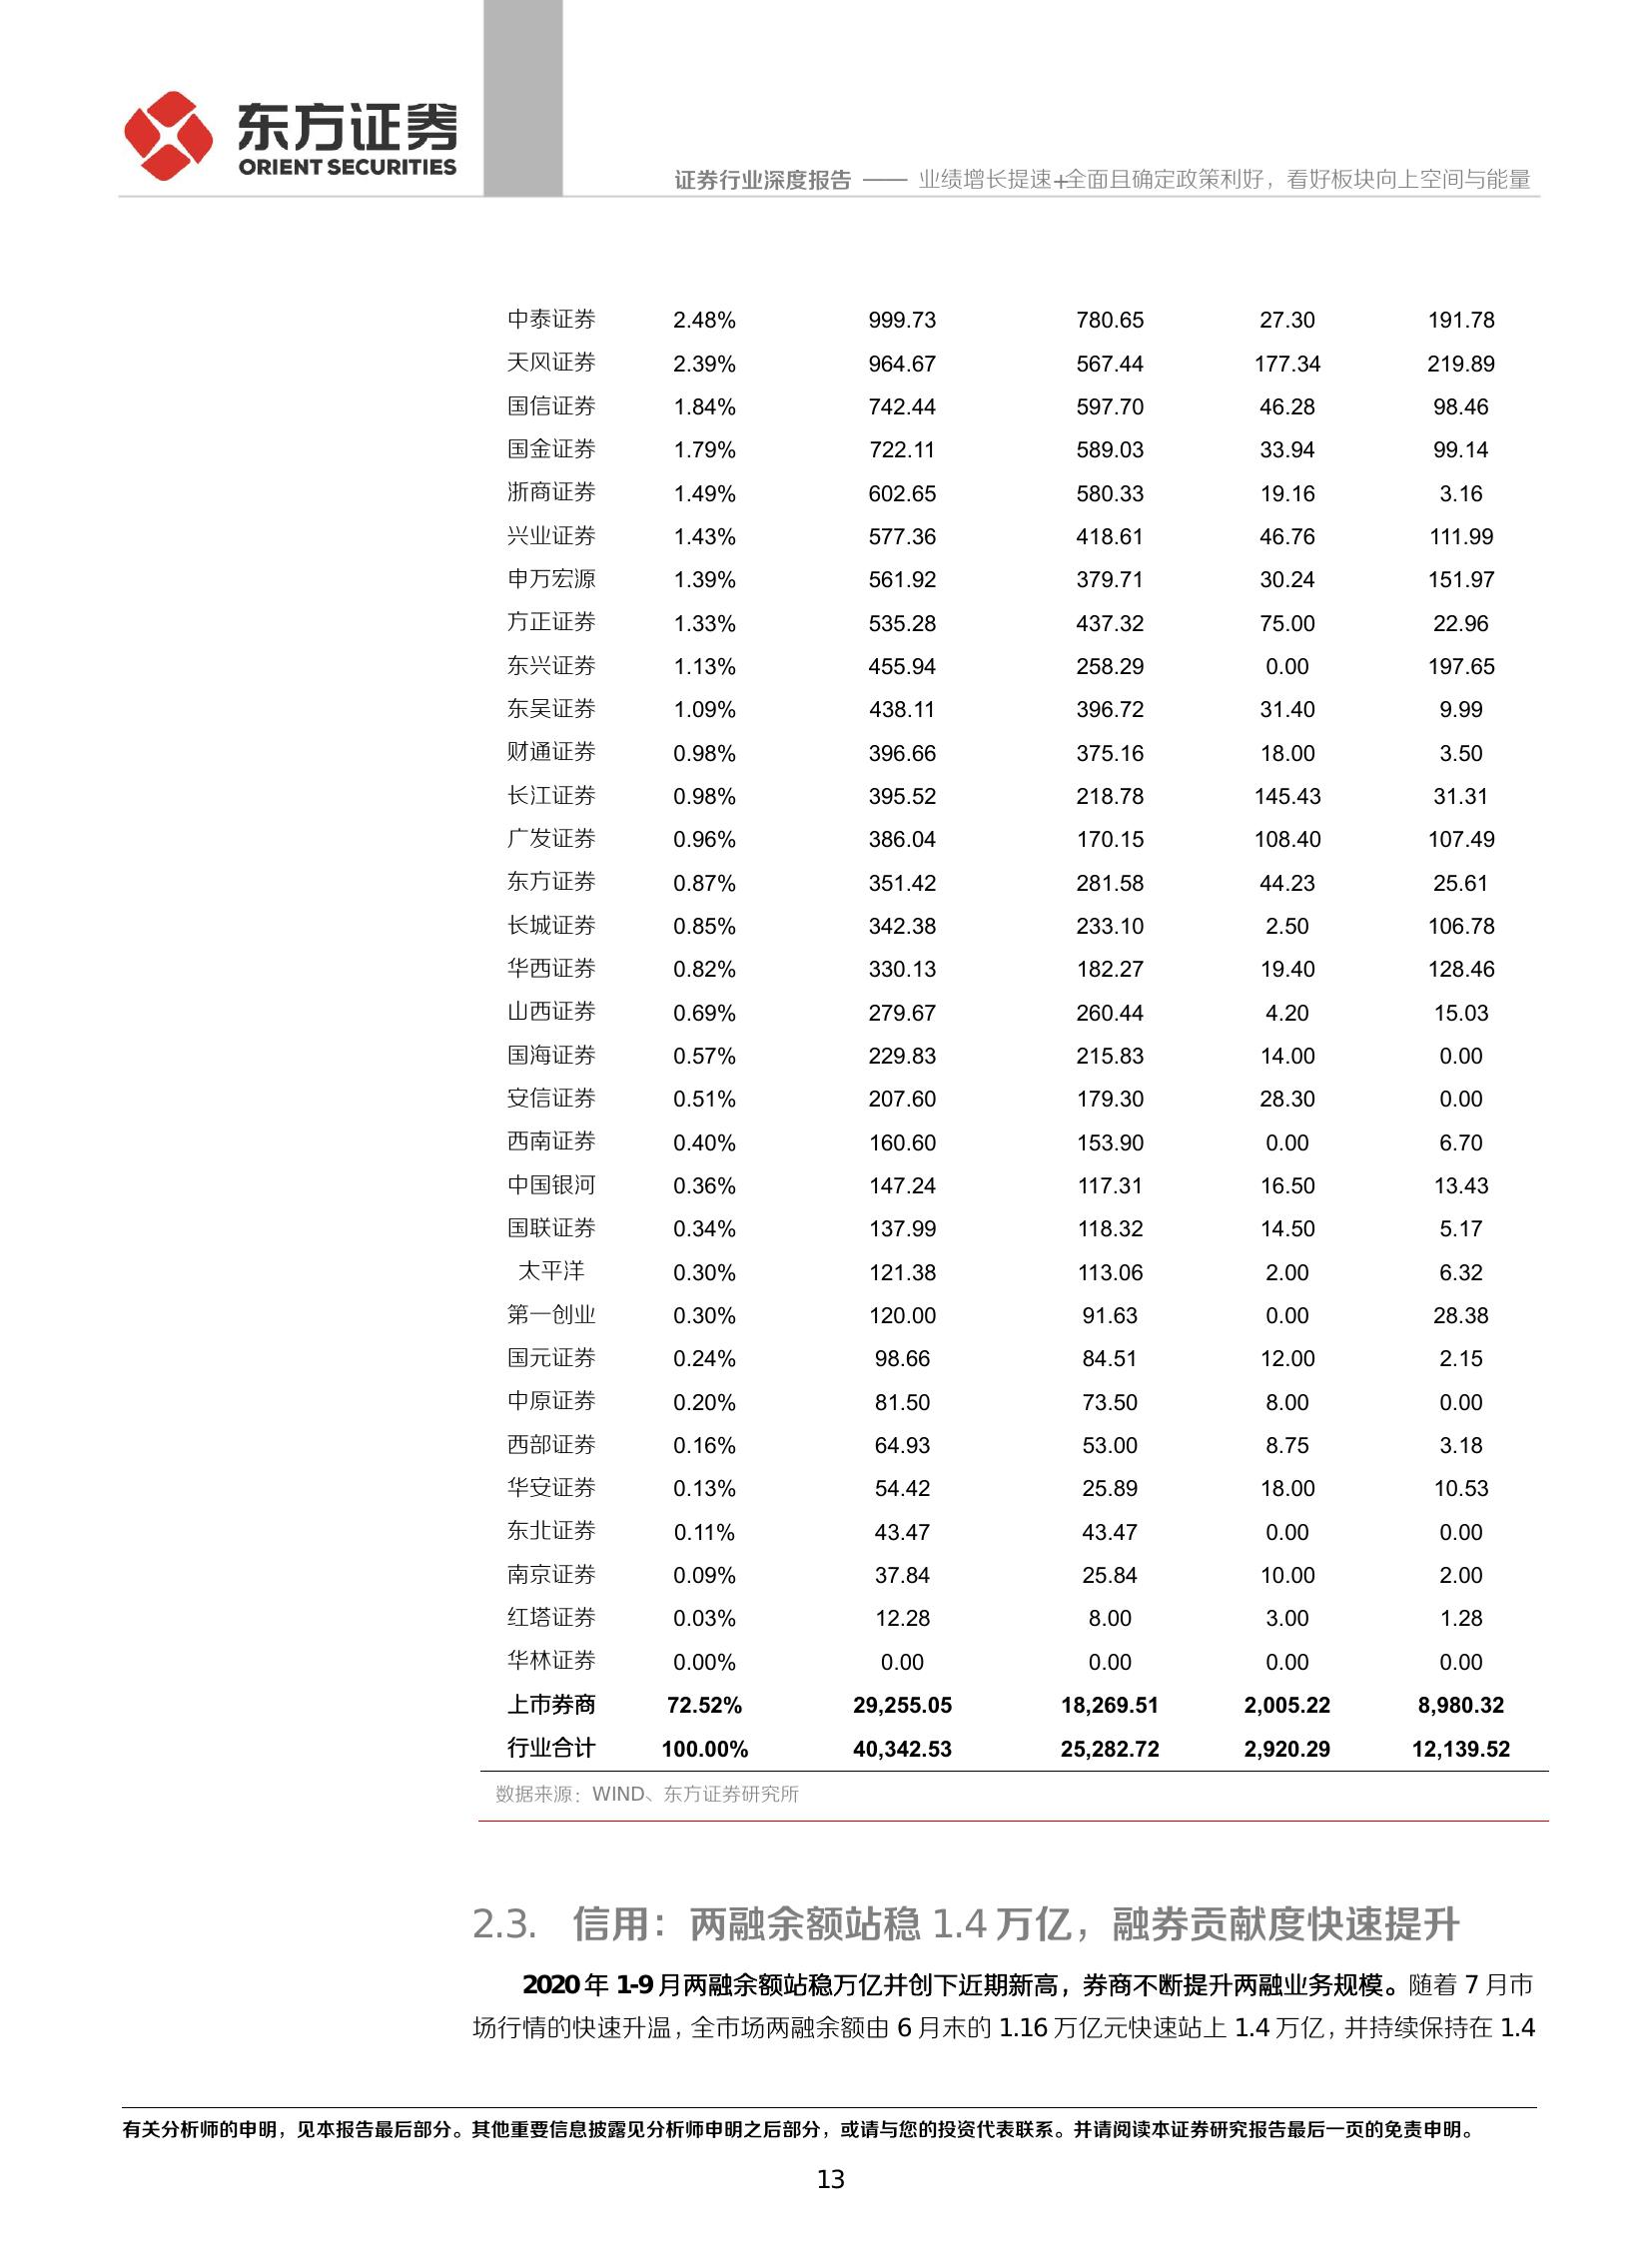 东方证券
ORIENT SECURITIES
证券行业深度报告 —— 业绩增长提速+全面且确定政策利好，看好板块向上空间与能量
中泰证券 2.48% 999.73 780.65 27.30 191.78
天风证券 2.39% 964.67 567.44 177.34 219.89
国信证券 1.84% 742.44 597.70 46.28 98.46
国金证券 1.79% 722.11 589.03 33.94 99.14
浙商证券 1.49% 602.65 580.33 19.16 3.16
兴业证券 1.43% 577.36 418.61 46.76 111.99
申万宏源 1.39% 561.92 379.71 30.24 151.97
方正证券 1.33% 535.28 437.32 75.00 22.96
东兴证券 1.13% 455.94 258.29 0.00 197.65
东吴证券 1.09% 438.11 396.72 31.40 9.99
财通证券 0.98% 396.66 375.16 18.00 3.50
长江证券 0.98% 395.52 218.78 145.43 31.31
广发证券 0.96% 386.04 170.15 108.40 107.49
东方证券 0.87% 351.42 281.58 44.23 25.61
长城证券 0.85% 342.38 233.10 2.50 106.78
华西证券 0.82% 330.13 182.27 19.40 128.46
山西证券 0.69% 279.67 260.44 4.20 15.03
国海证券 0.57% 229.83 215.83 14.00 0.00
安信证券 0.51% 207.60 179.30 28.30 0.00
西南证券 0.40% 160.60 153.90 0.00 6.70
中国银河 0.36% 147.24 117.31 16.50 13.43
国联证券 0.34% 137.99 118.32 14.50 5.17
太平洋 0.30% 121.38 113.06 2.00 6.32
第一创业 0.30% 120.00 91.63 0.00 28.38
国元证券 0.24% 98.66 84.51 12.00 2.15
中原证券 0.20% 81.50 73.50 8.00 0.00
西部证券 0.16% 64.93 53.00 8.75 3.18
华安证券 0.13% 54.42 25.89 18.00 10.53
东北证券 0.11% 43.47 43.47 0.00 0.00
南京证券 0.09% 37.84 25.84 10.00 2.00
红塔证券 0.03% 12.28 8.00 3.00 1.28
华林证券 0.00% 0.00 0.00 0.00 0.00
上市券商 72.52% 29,255.05 18,269.51 2,005.22 8,980.32
行业合计 100.00% 40,342.53 25,282.72 2,920.29 12,139.52
数据来源：WIND、东方证券研究所
2.3. 信用：两融余额站稳 1.4 万亿，融券贡献度快速提升
2020 年 1-9 月两融余额站稳万亿并创下近期新高，券商不断提升两融业务规模。随着 7 月市
场行情的快速升温，全市场两融余额由 6 月末的 1.16 万亿元快速站上 1.4 万亿，并持续保持在 1.4
有关分析师的申明，见本报告最后部分。其他重要信息披露见分析师申明之后部分，或请与您的投资代表联系。并请阅读本证券研究报告最后一页的免责申明。
13